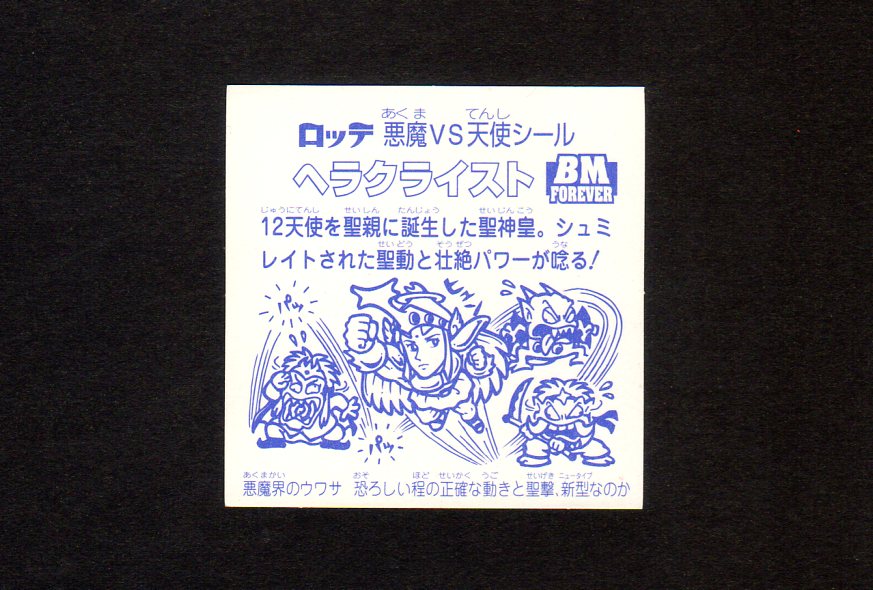 あくま てんし
ロッテ 悪魔VS天使シール
ヘラクライスト
BM
FOREVER
じゅうにてんし せいしん たんじょう せいじんこう
12天使を聖親に誕生した聖神皇。シュミ
せいどう そうぜつ うな
レイトされた聖動と壮絶パワーが唸る!
ヒュン
パッ
パッ
あくまかい おそ ほど せいかく うご せいげき ニュータイプ
悪魔界のウワサ 恐ろしい程の正確な動きと聖撃、新型なのか